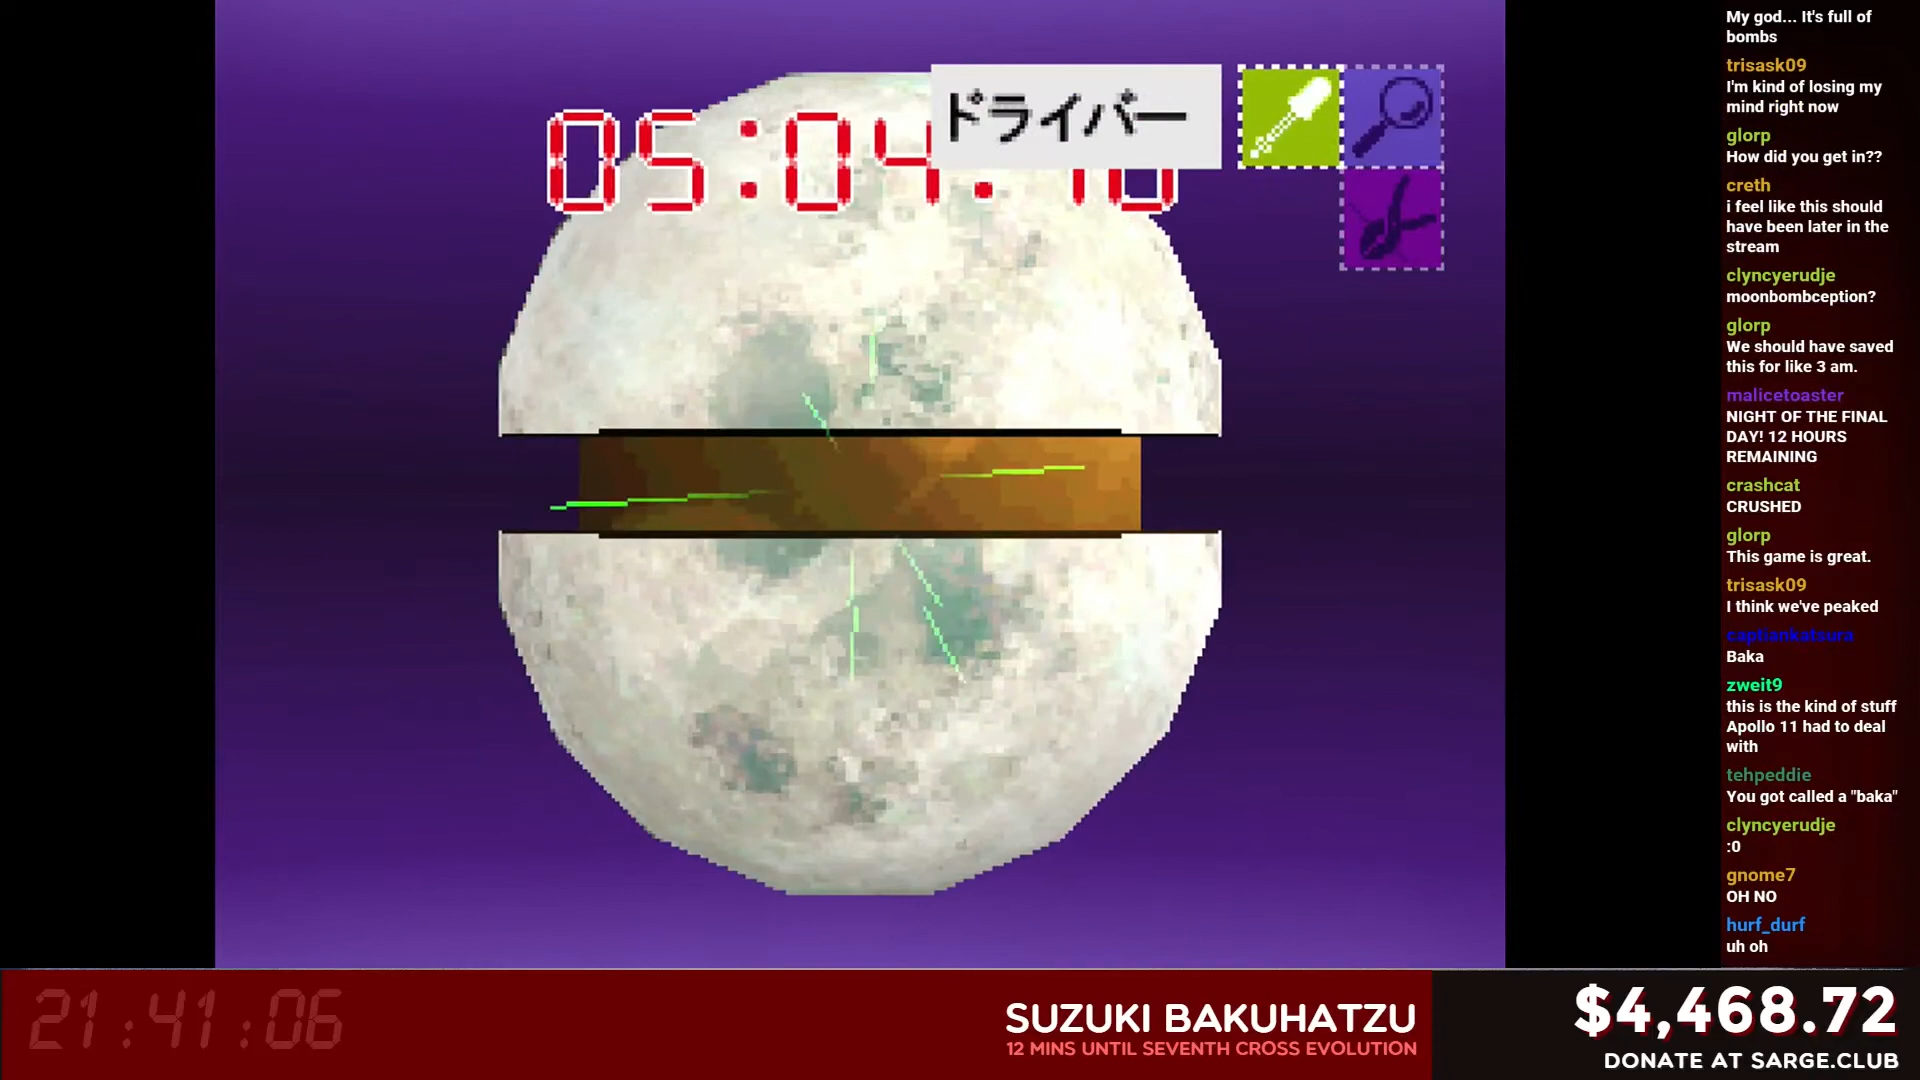 05:04.
ドライバー
My god... It's full of
bombs
trisask09
I'm kind of losing my
mind right now
glorp
How did you get in??
creth
i feel like this should
have been later in the
stream
clyncyerudje
moonbombception?
glorp
We should have saved
this for like 3 am.
malicetoaster
NIGHT OF THE FINAL
DAY! 12 HOURS
REMAINING
crashcat
CRUSHED
glorp
This game is great.
trisask09
I think we've peaked
captiankatsura
Baka
zweit9
this is the kind of stuff
Apollo 11 had to deal
with
tehpeddie
You got called a "baka"
clyncyerudje
:0
gnome7
OH NO
hurf_durf
uh oh
21:41:06
SUZUKI BAKUHATZU
12 MINS UNTIL SEVENTH CROSS EVOLUTION
$4,468.72
DONATE AT SARGE.CLUB